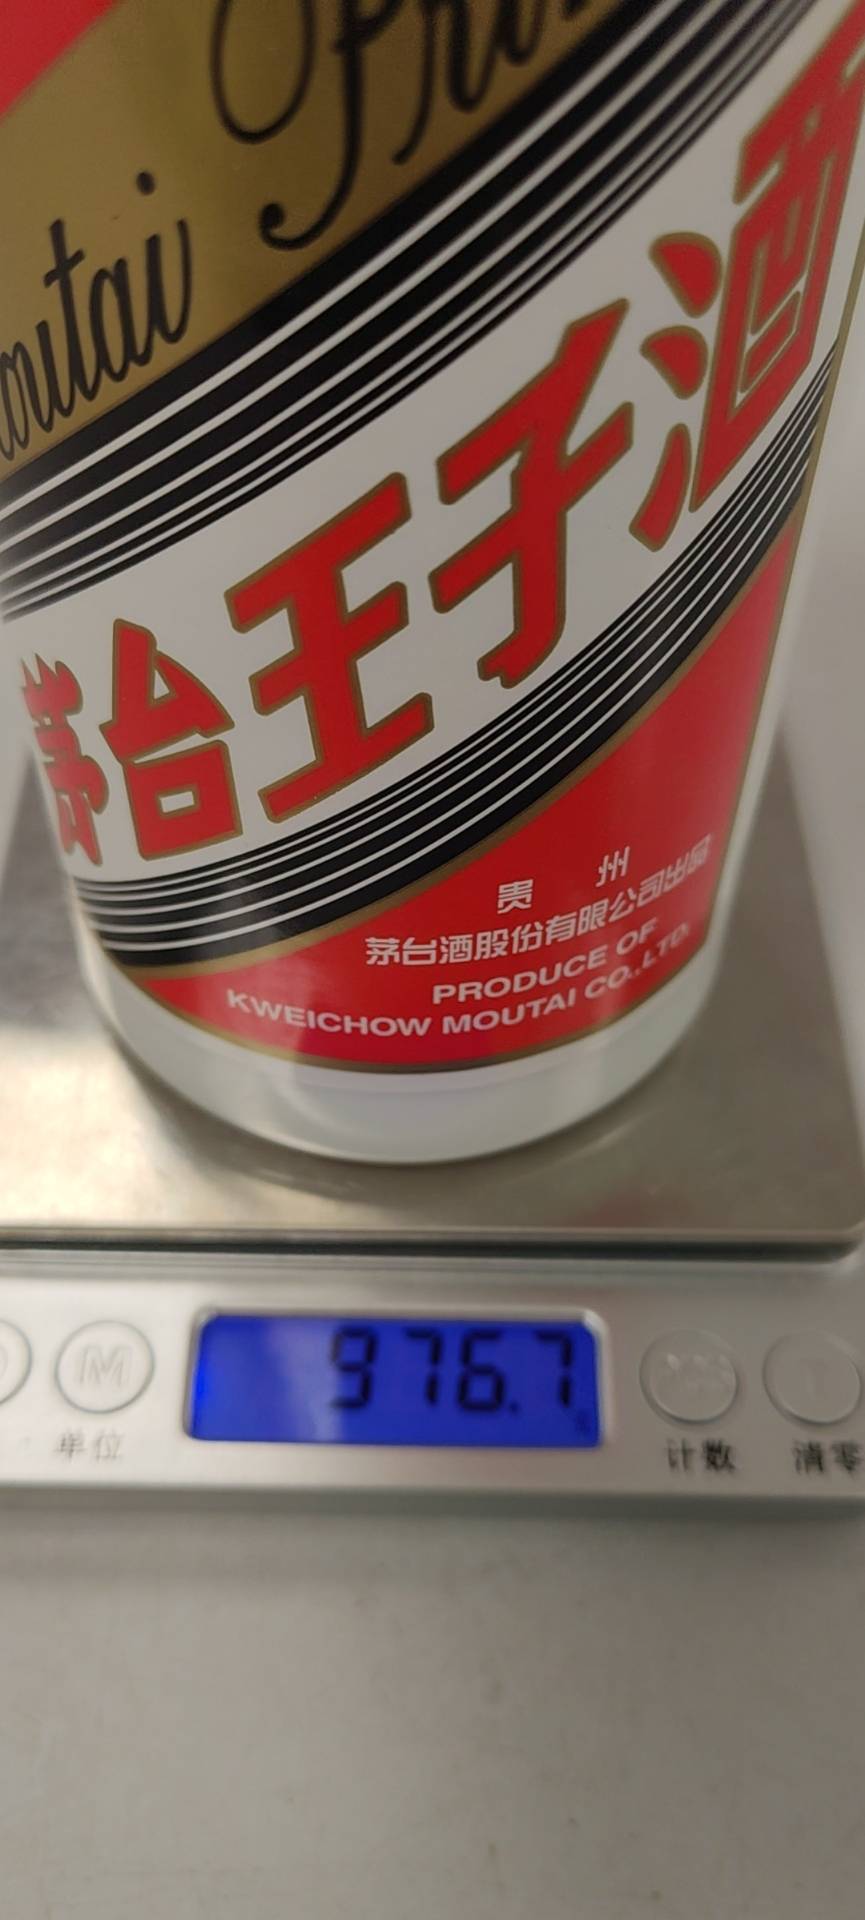 Moutai Prin
茅台王子酒
贵州
茅台酒股份有限公司出品
PRODUCE OF
KWEICHOW MOUTAI CO.,LTD.
976.7
M
单位
计数
清零